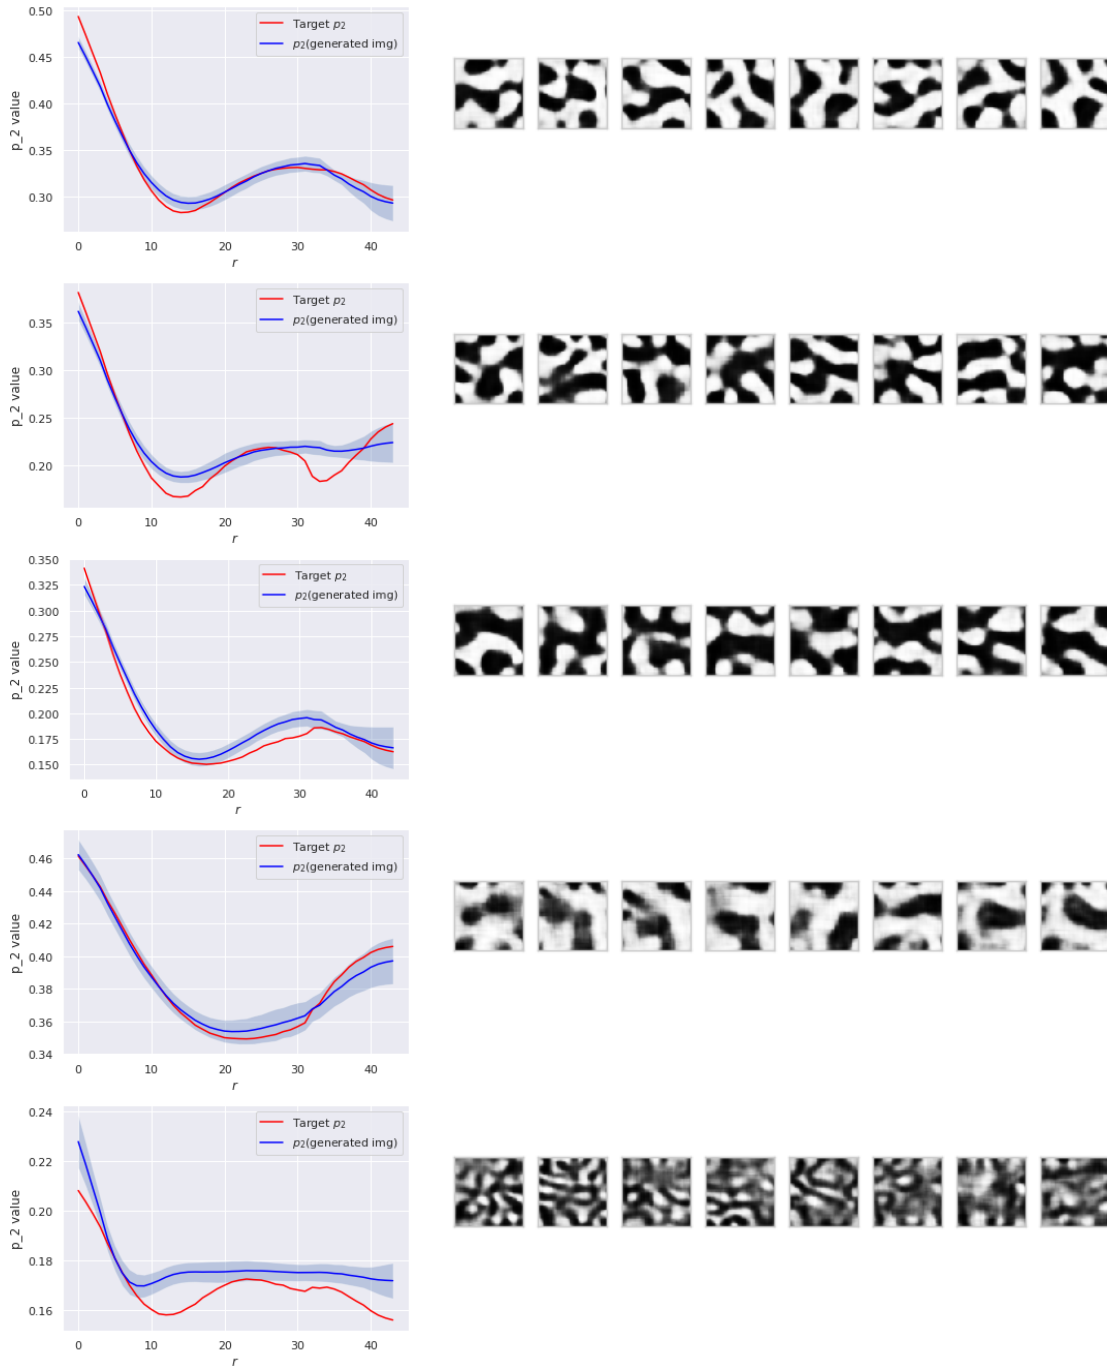 0.50
0.45
0.40
0.35
0.30
p_2 value
Target p₂
p₂(generated img)
0 10 20 30 40
r
0.35
0.30
0.25
0.20
p_2 value
Target p₂
p₂(generated img)
0 10 20 30 40
r
0.350
0.325
0.300
0.275
0.250
0.225
0.200
0.175
0.150
p_2 value
Target p₂
p₂(generated img)
0 10 20 30 40
r
0.46
0.44
0.42
0.40
0.38
0.36
0.34
p_2 value
Target p₂
p₂(generated img)
0 10 20 30 40
r
0.24
0.22
0.20
0.18
0.16
p_2 value
Target p₂
p₂(generated img)
0 10 20 30 40
r